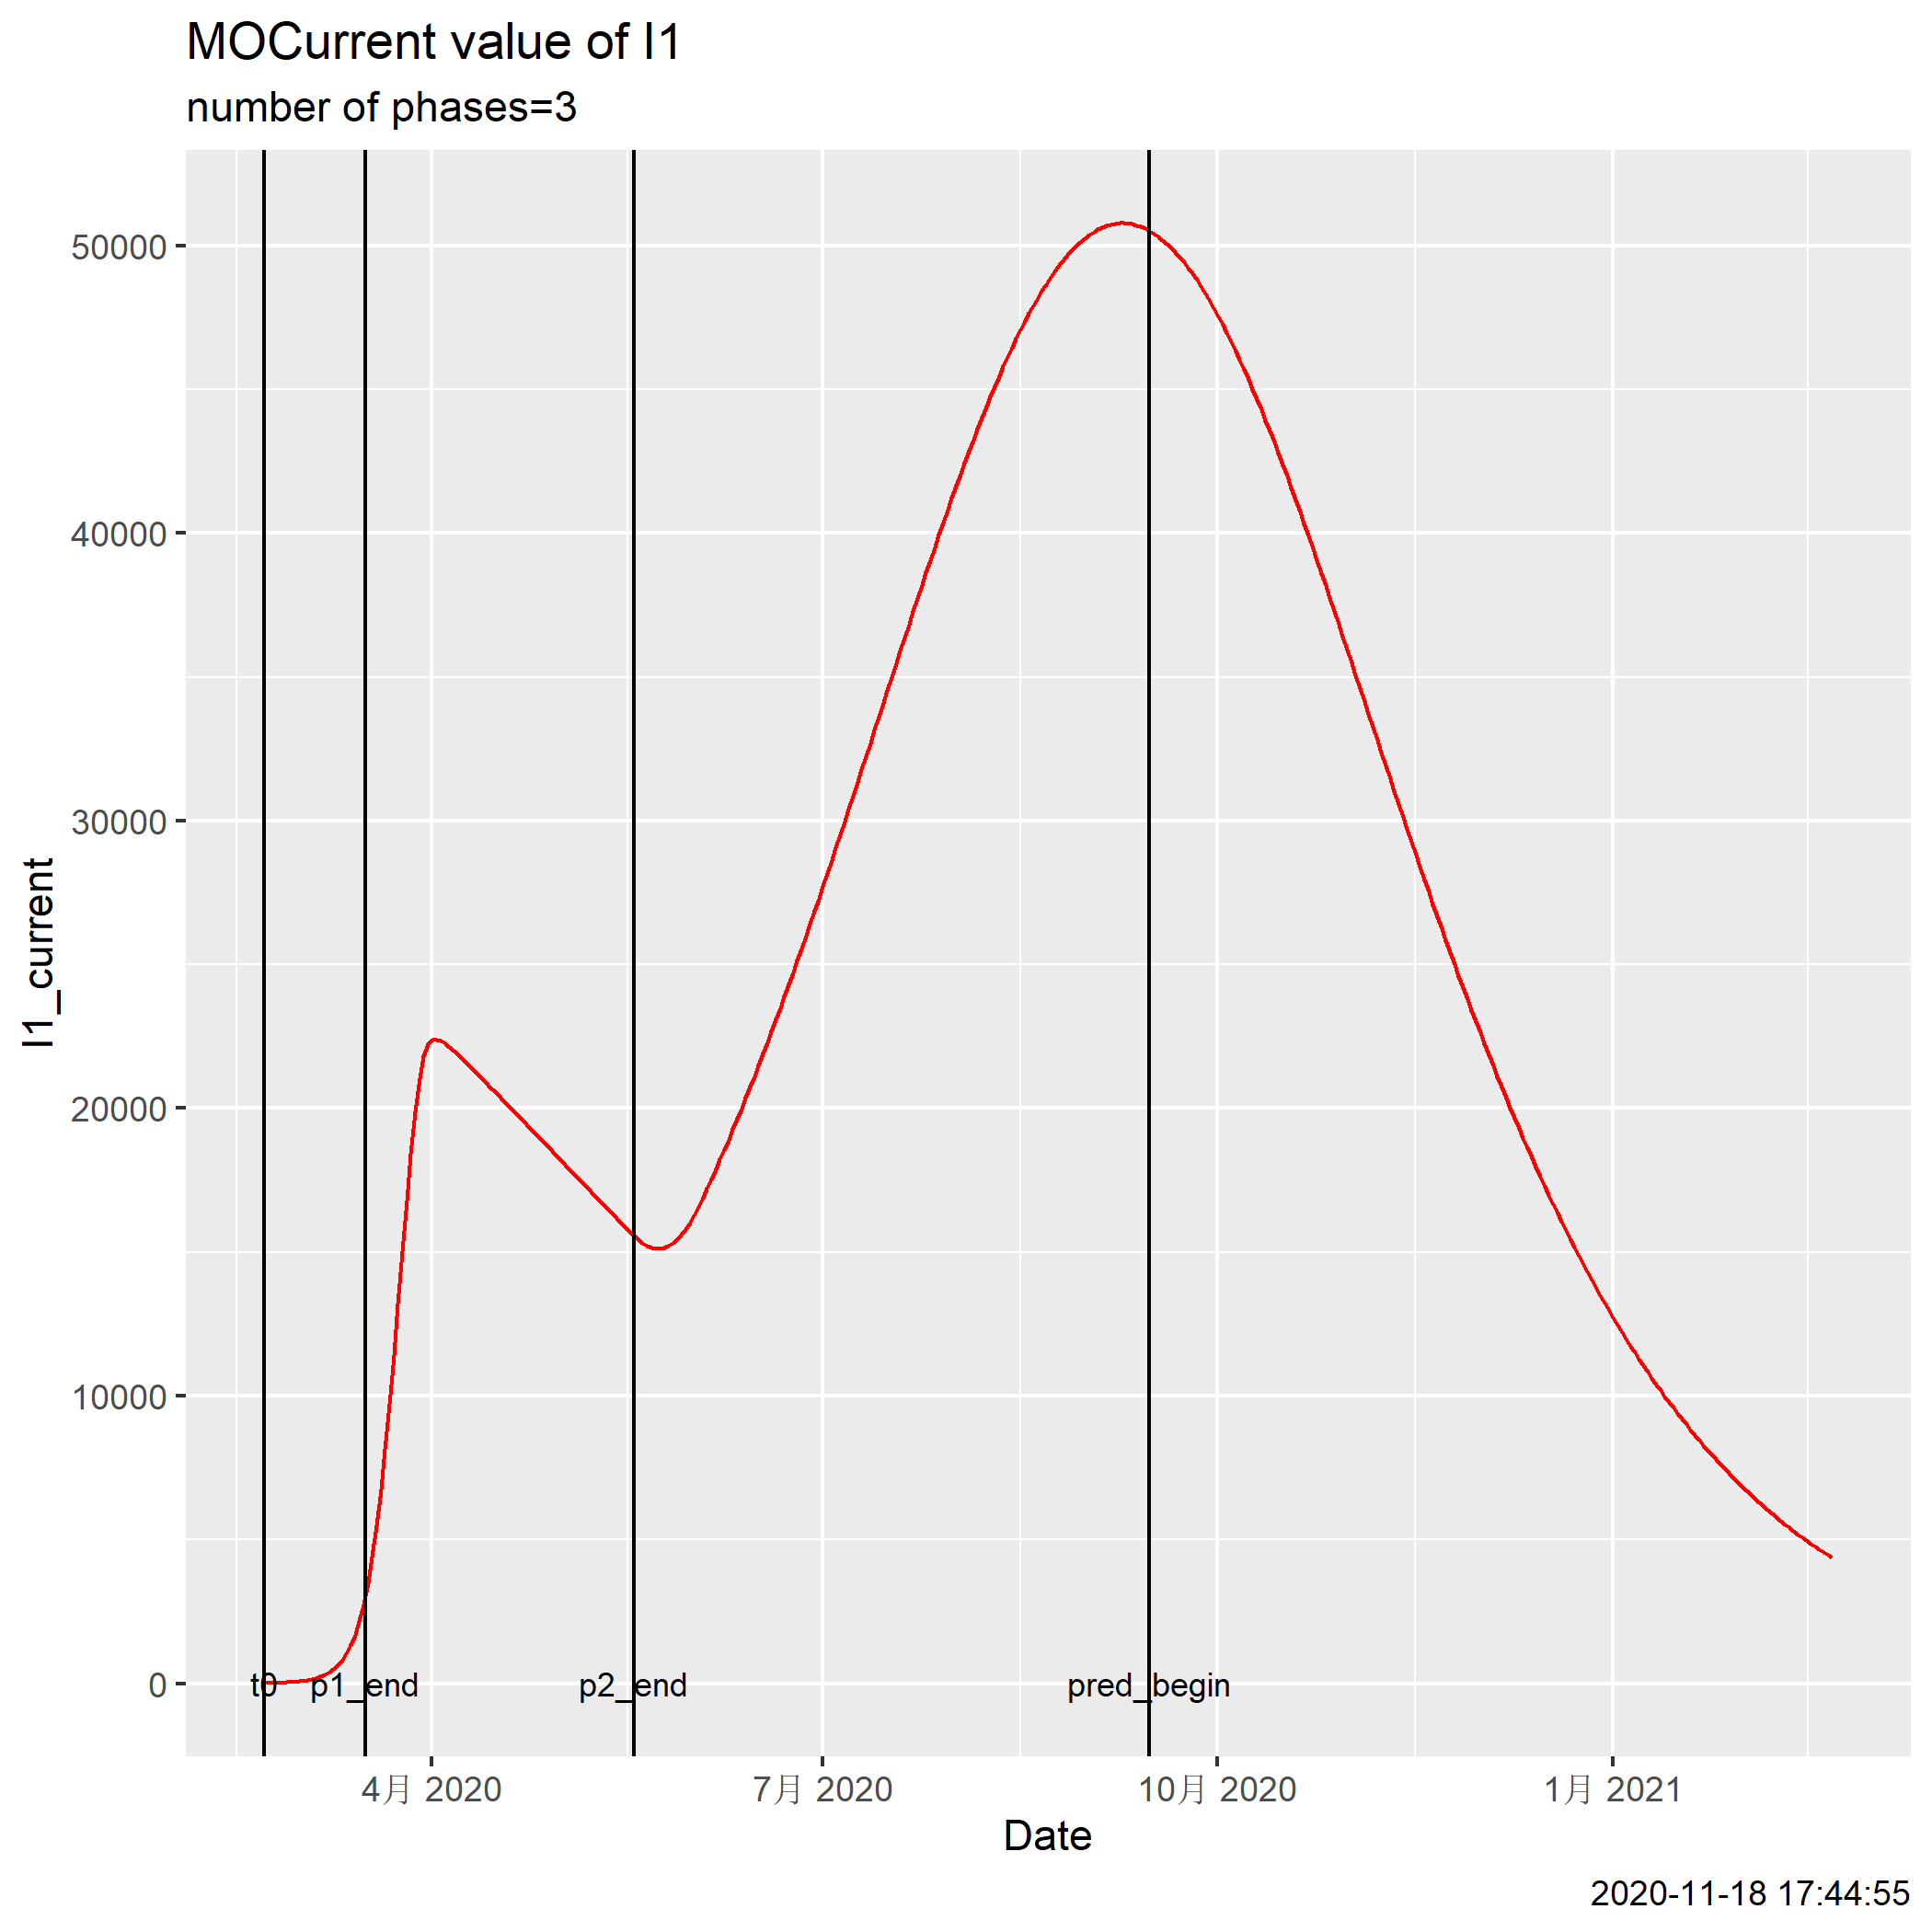 MOCurrent value of I1
number of phases=3
I1_current
50000
40000
30000
20000
10000
0
t0 p1_end p2_end pred_begin
4月 2020 7月 2020 10月 2020 1月 2021
Date
2020-11-18 17:44:55